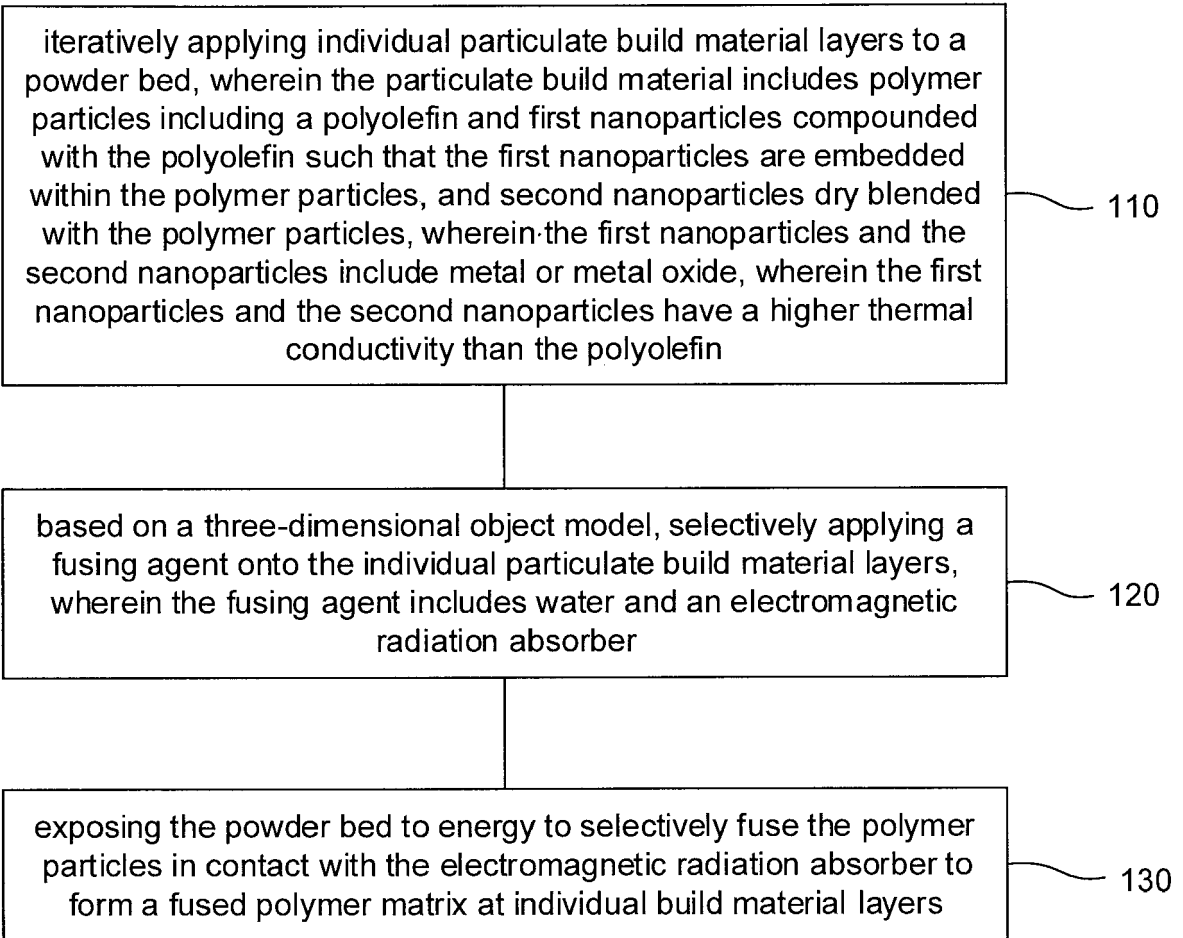 iteratively applying individual particulate build material layers to a
powder bed, wherein the particulate build material includes polymer
particles including a polyolefin and first nanoparticles compounded
with the polyolefin such that the first nanoparticles are embedded
within the polymer particles, and second nanoparticles dry blended
with the polymer particles, wherein the first nanoparticles and the
second nanoparticles include metal or metal oxide, wherein the first
nanoparticles and the second nanoparticles have a higher thermal
conductivity than the polyolefin
110
based on a three-dimensional object model, selectively applying a
fusing agent onto the individual particulate build material layers,
wherein the fusing agent includes water and an electromagnetic
radiation absorber
120
exposing the powder bed to energy to selectively fuse the polymer
particles in contact with the electromagnetic radiation absorber to
form a fused polymer matrix at individual build material layers
130